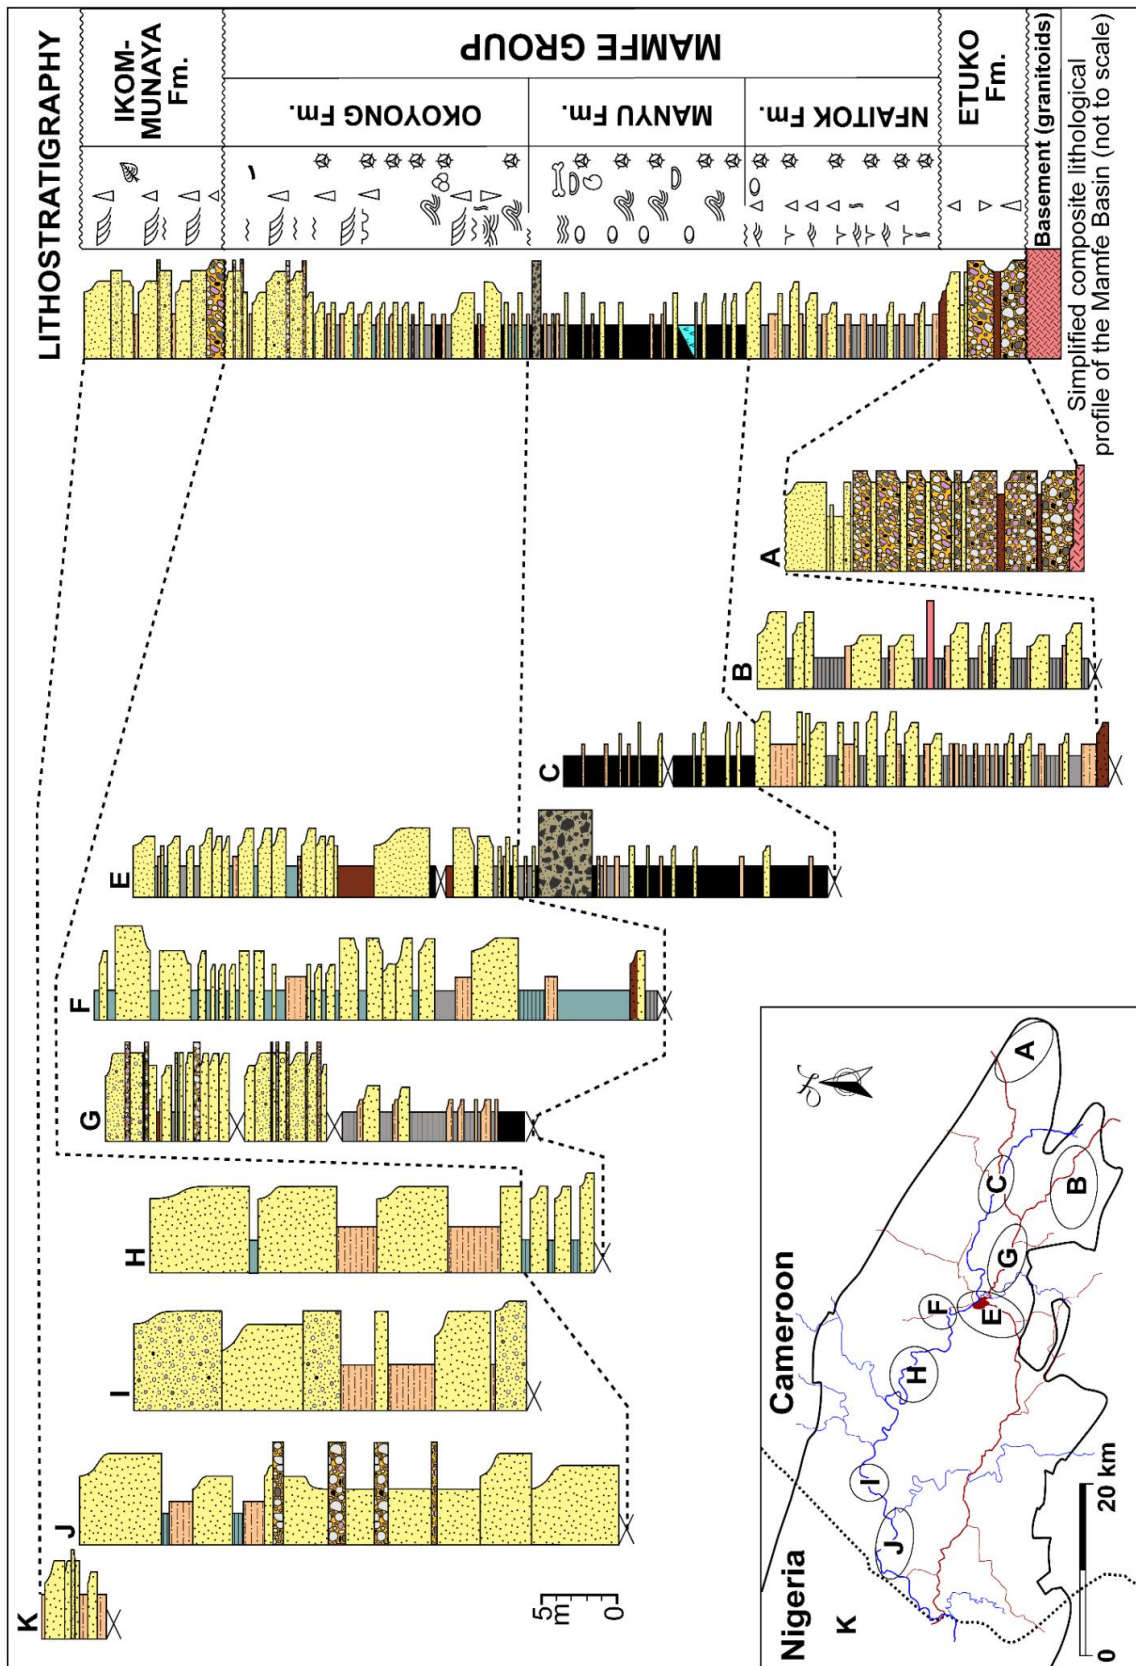 LITHOSTRATIGRAPHY
IKOM-
MUNAYA
Fm.
MAMFE GROUP
OKOYONG Fm.
MANYU Fm.
NFAITOK Fm.
ETUKO
Fm.
Basement (granitoids)
Simplified composite lithological
profile of the Mamfe Basin (not to scale)
K
J
I
H
G
F
E
C
B
A
5
m
0
Nigeria
Cameroon
K
J
I
H
F
E
G
C
B
A
0
20 km